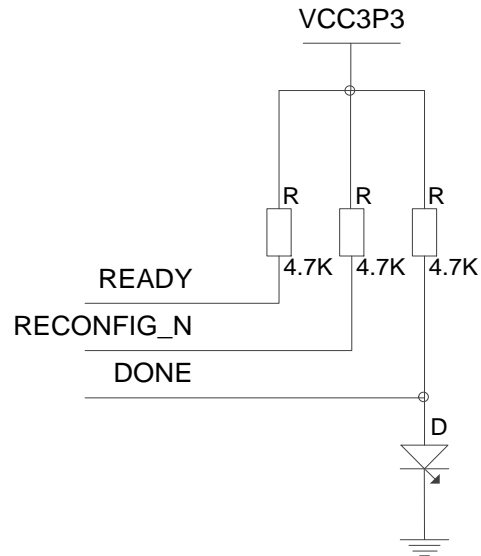 VCC3P3
R R R
4.7K 4.7K 4.7K
READY
RECONFIG_N
DONE
D